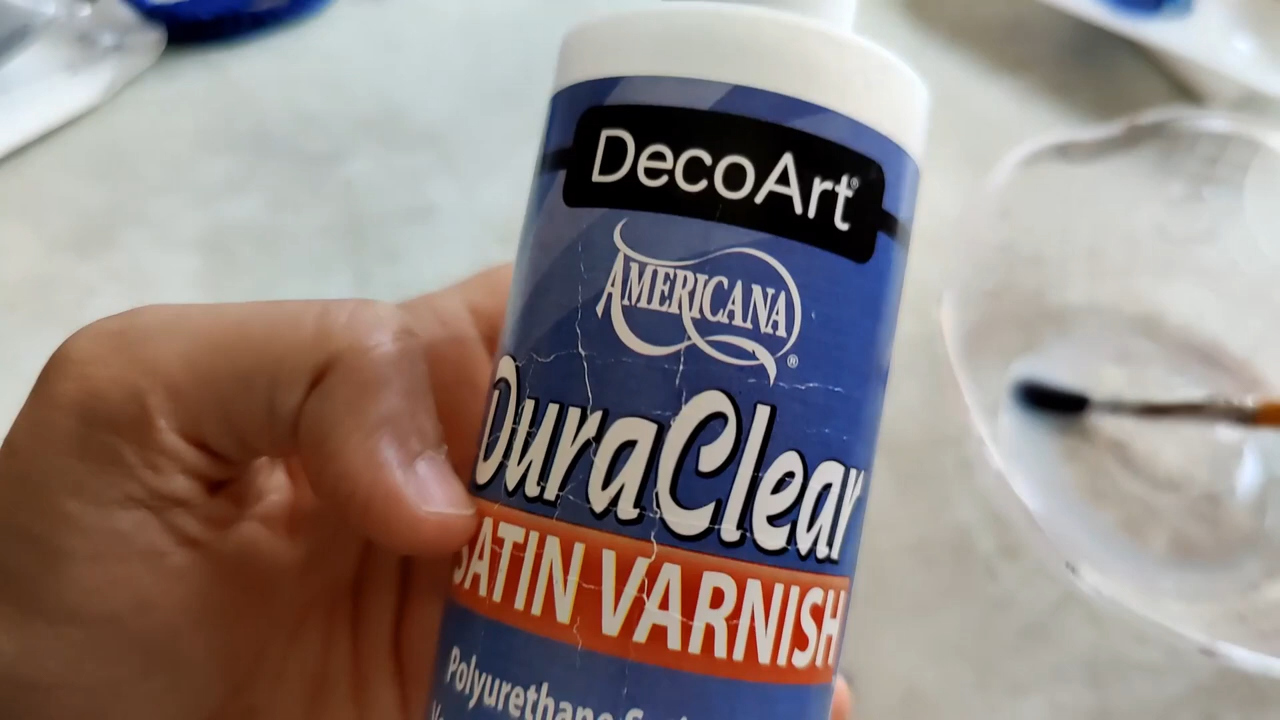 DecoArt®
AMERICANA®
DuraClear
SATIN VARNISH
Polyurethane